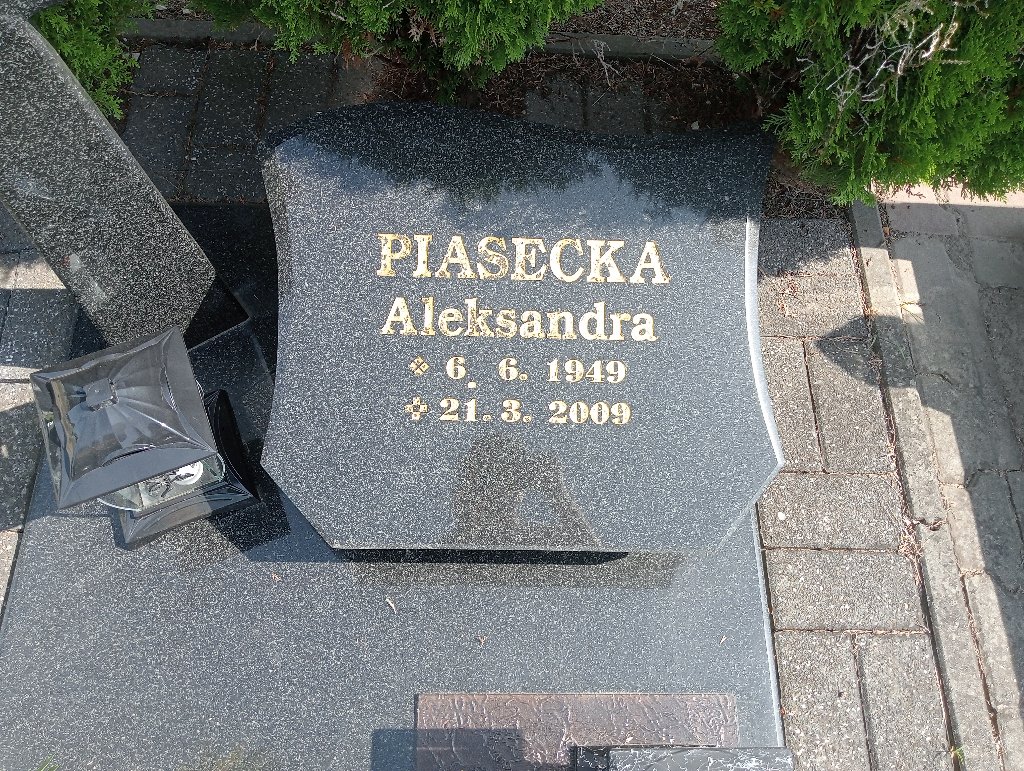 PIASECKA
Aleksandra
6. 6. 1949
21. 3. 2009